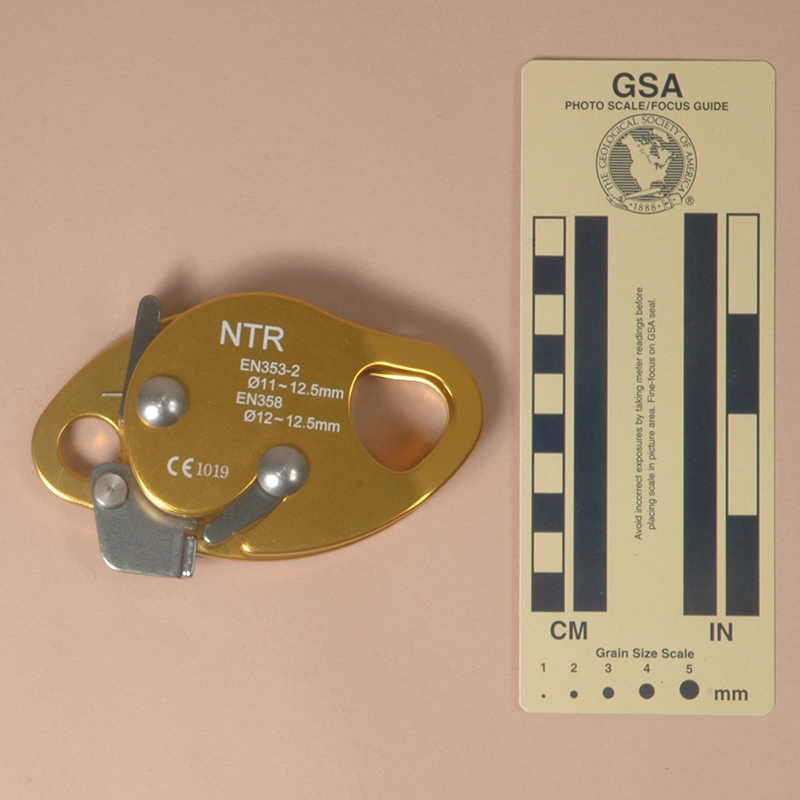 NTR
EN353-2
Ø11~12.5mm
EN358
Ø12~12.5mm
CE 1019
GSA
PHOTO SCALE/FOCUS GUIDE
THE GEOLOGICAL SOCIETY OF AMERICA
·1888·
®
Avoid incorrect exposures by taking meter readings before
placing scale in picture area. Fine-focus on GSA seal.
CM
IN
Grain Size Scale
1 2 3 4 5
mm